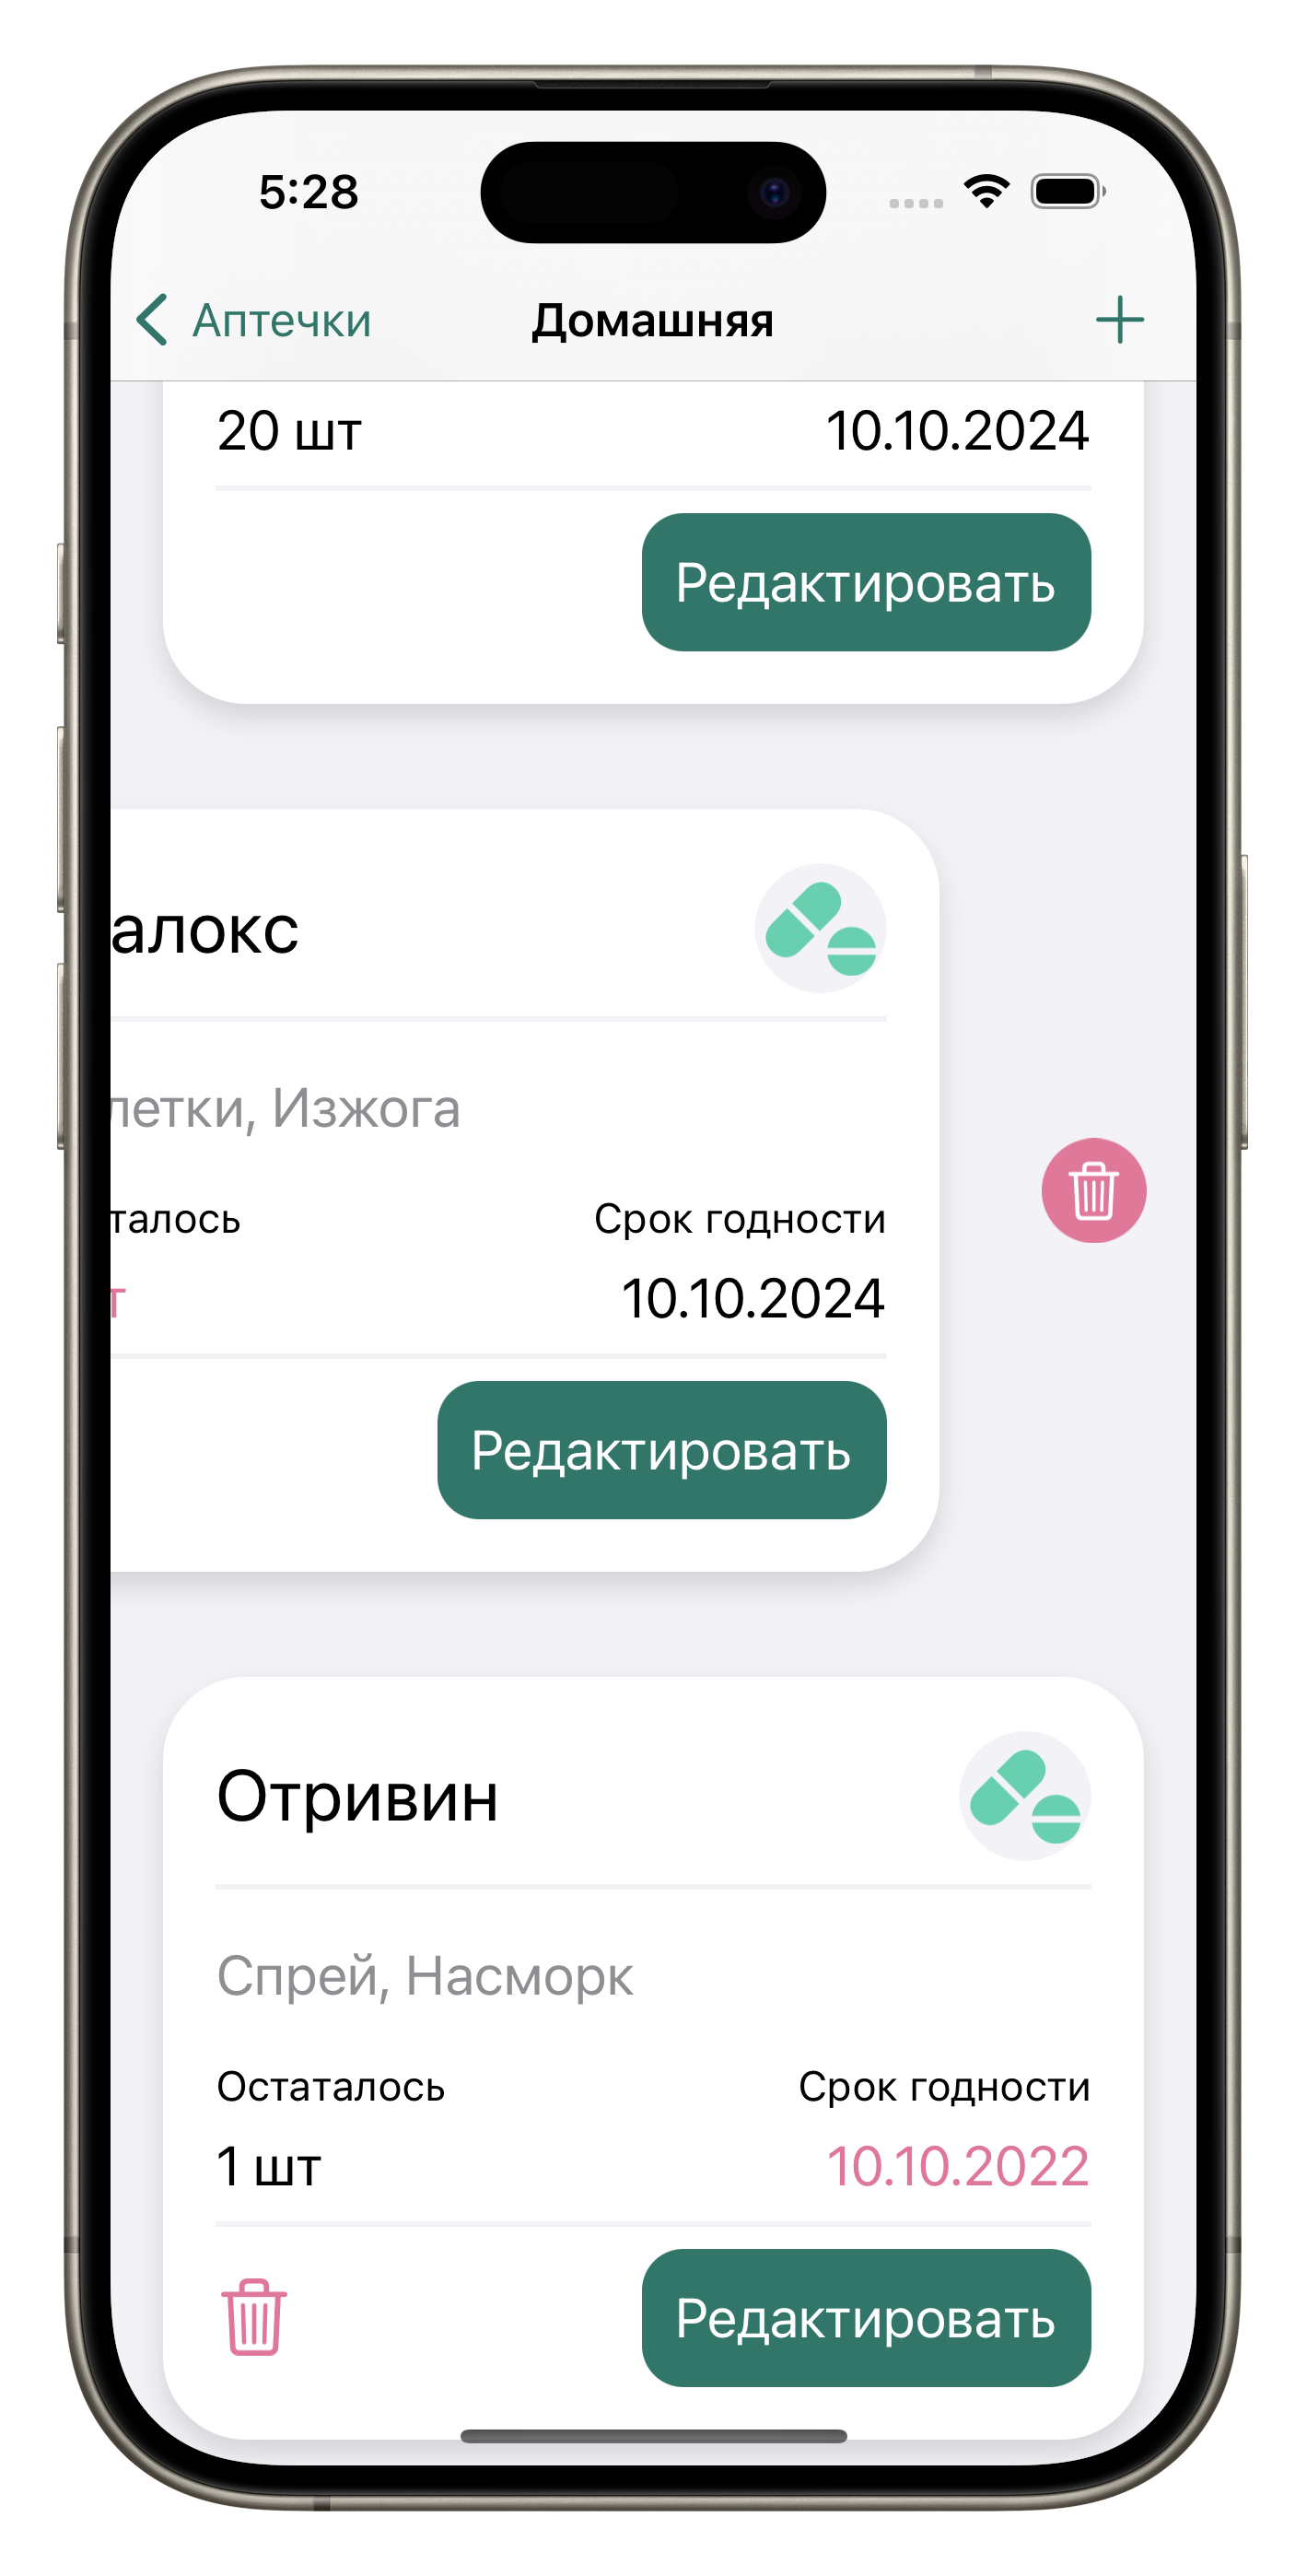 5:28
Аптечки
Домашняя
20 шт
10.10.2024
Редактировать
алокс
летки, Изжога
талось
Срок годности
т
10.10.2024
Редактировать
Отривин
Спрей, Насморк
Остаталось
Срок годности
1 шт
10.10.2022
Редактировать